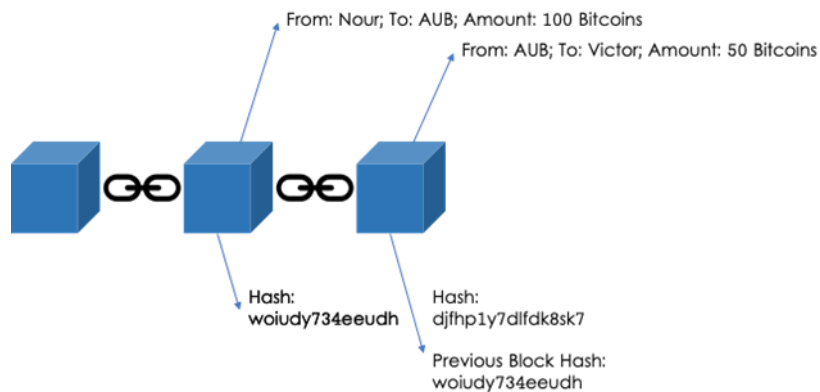 From: Nour; To: AUB; Amount: 100 Bitcoins
From: AUB; To: Victor; Amount: 50 Bitcoins
Hash:
woiudy734eeudh
Hash:
djfhp1y7dlfdk8sk7
Previous Block Hash:
woiudy734eeudh